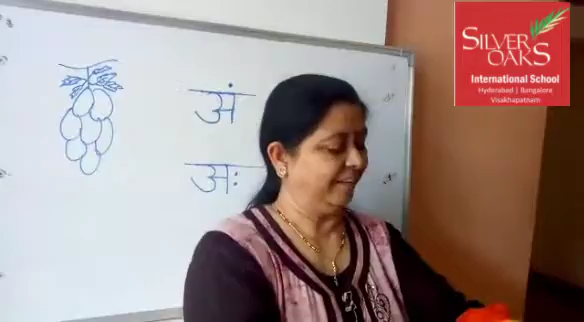 अं
अः
SILVER
OAKS
International School
Hyderabad | Bangalore
Visakhapatnam